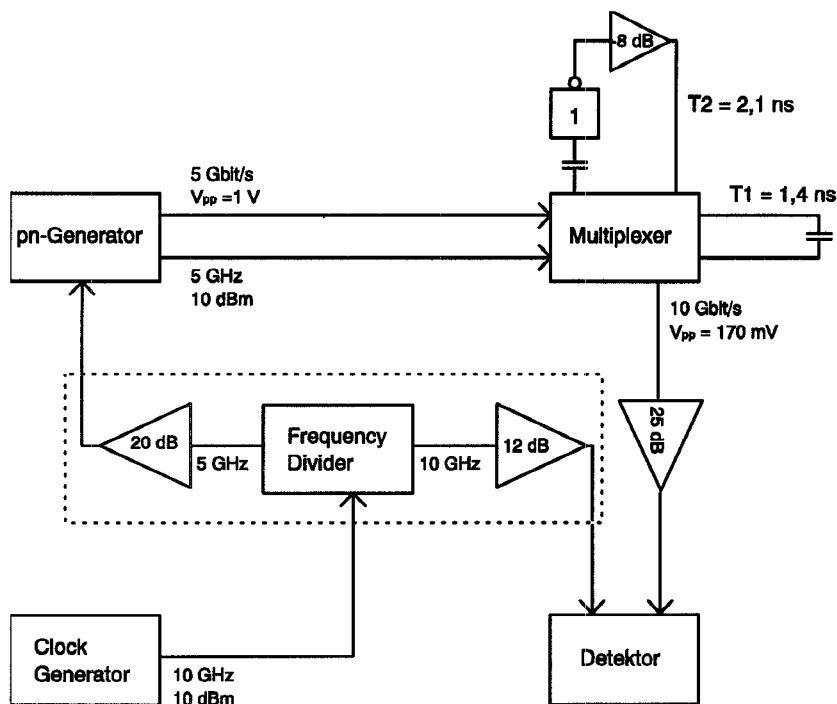 8 dB
1
T2 = 2,1 ns
5 Gbit/s
Vpp =1 V
T1 = 1,4 ns
pn-Generator
Multiplexer
5 GHz
10 dBm
10 Gbit/s
Vpp = 170 mV
20 dB
5 GHz
Frequency
Divider
10 GHz
12 dB
25 dB
Clock
Generator
10 GHz
10 dBm
Detektor